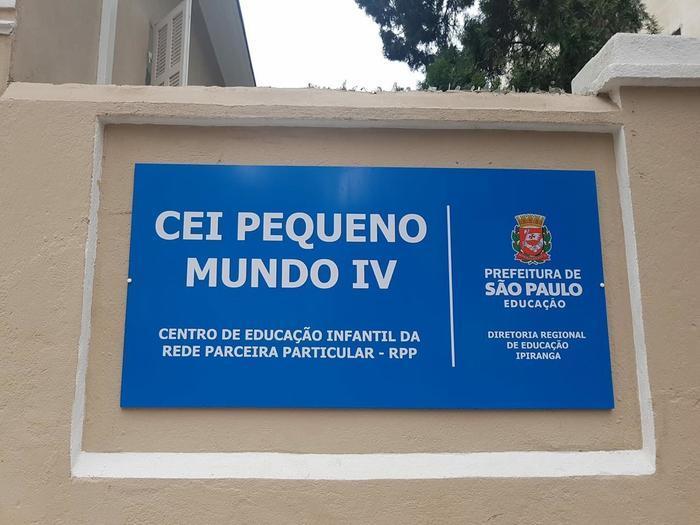 CEI PEQUENO
MUNDO IV
CENTRO DE EDUCAÇÃO INFANTIL DA
REDE PARCEIRA PARTICULAR - RPP
PREFEITURA DE
SÃO PAULO
EDUCAÇÃO
DIRETORIA REGIONAL
DE EDUCAÇÃO
IPIRANGA